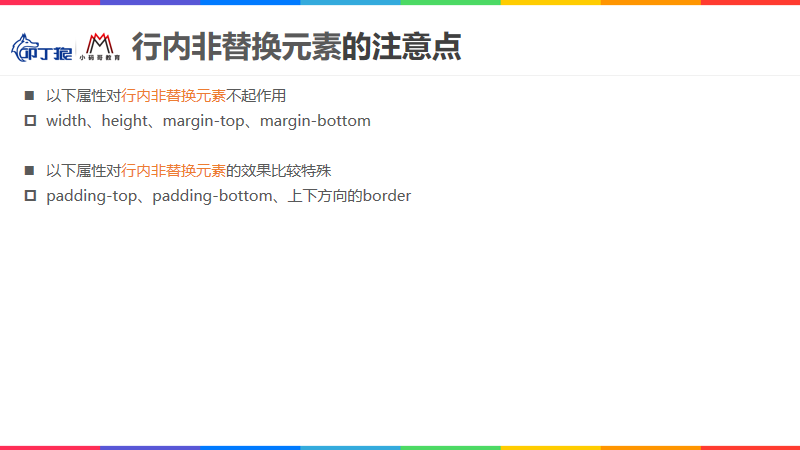 叩丁狼 小码哥教育 行内非替换元素的注意点
以下属性对行内非替换元素不起作用
width、height、margin-top、margin-bottom
以下属性对行内非替换元素的效果比较特殊
padding-top、padding-bottom、上下方向的border